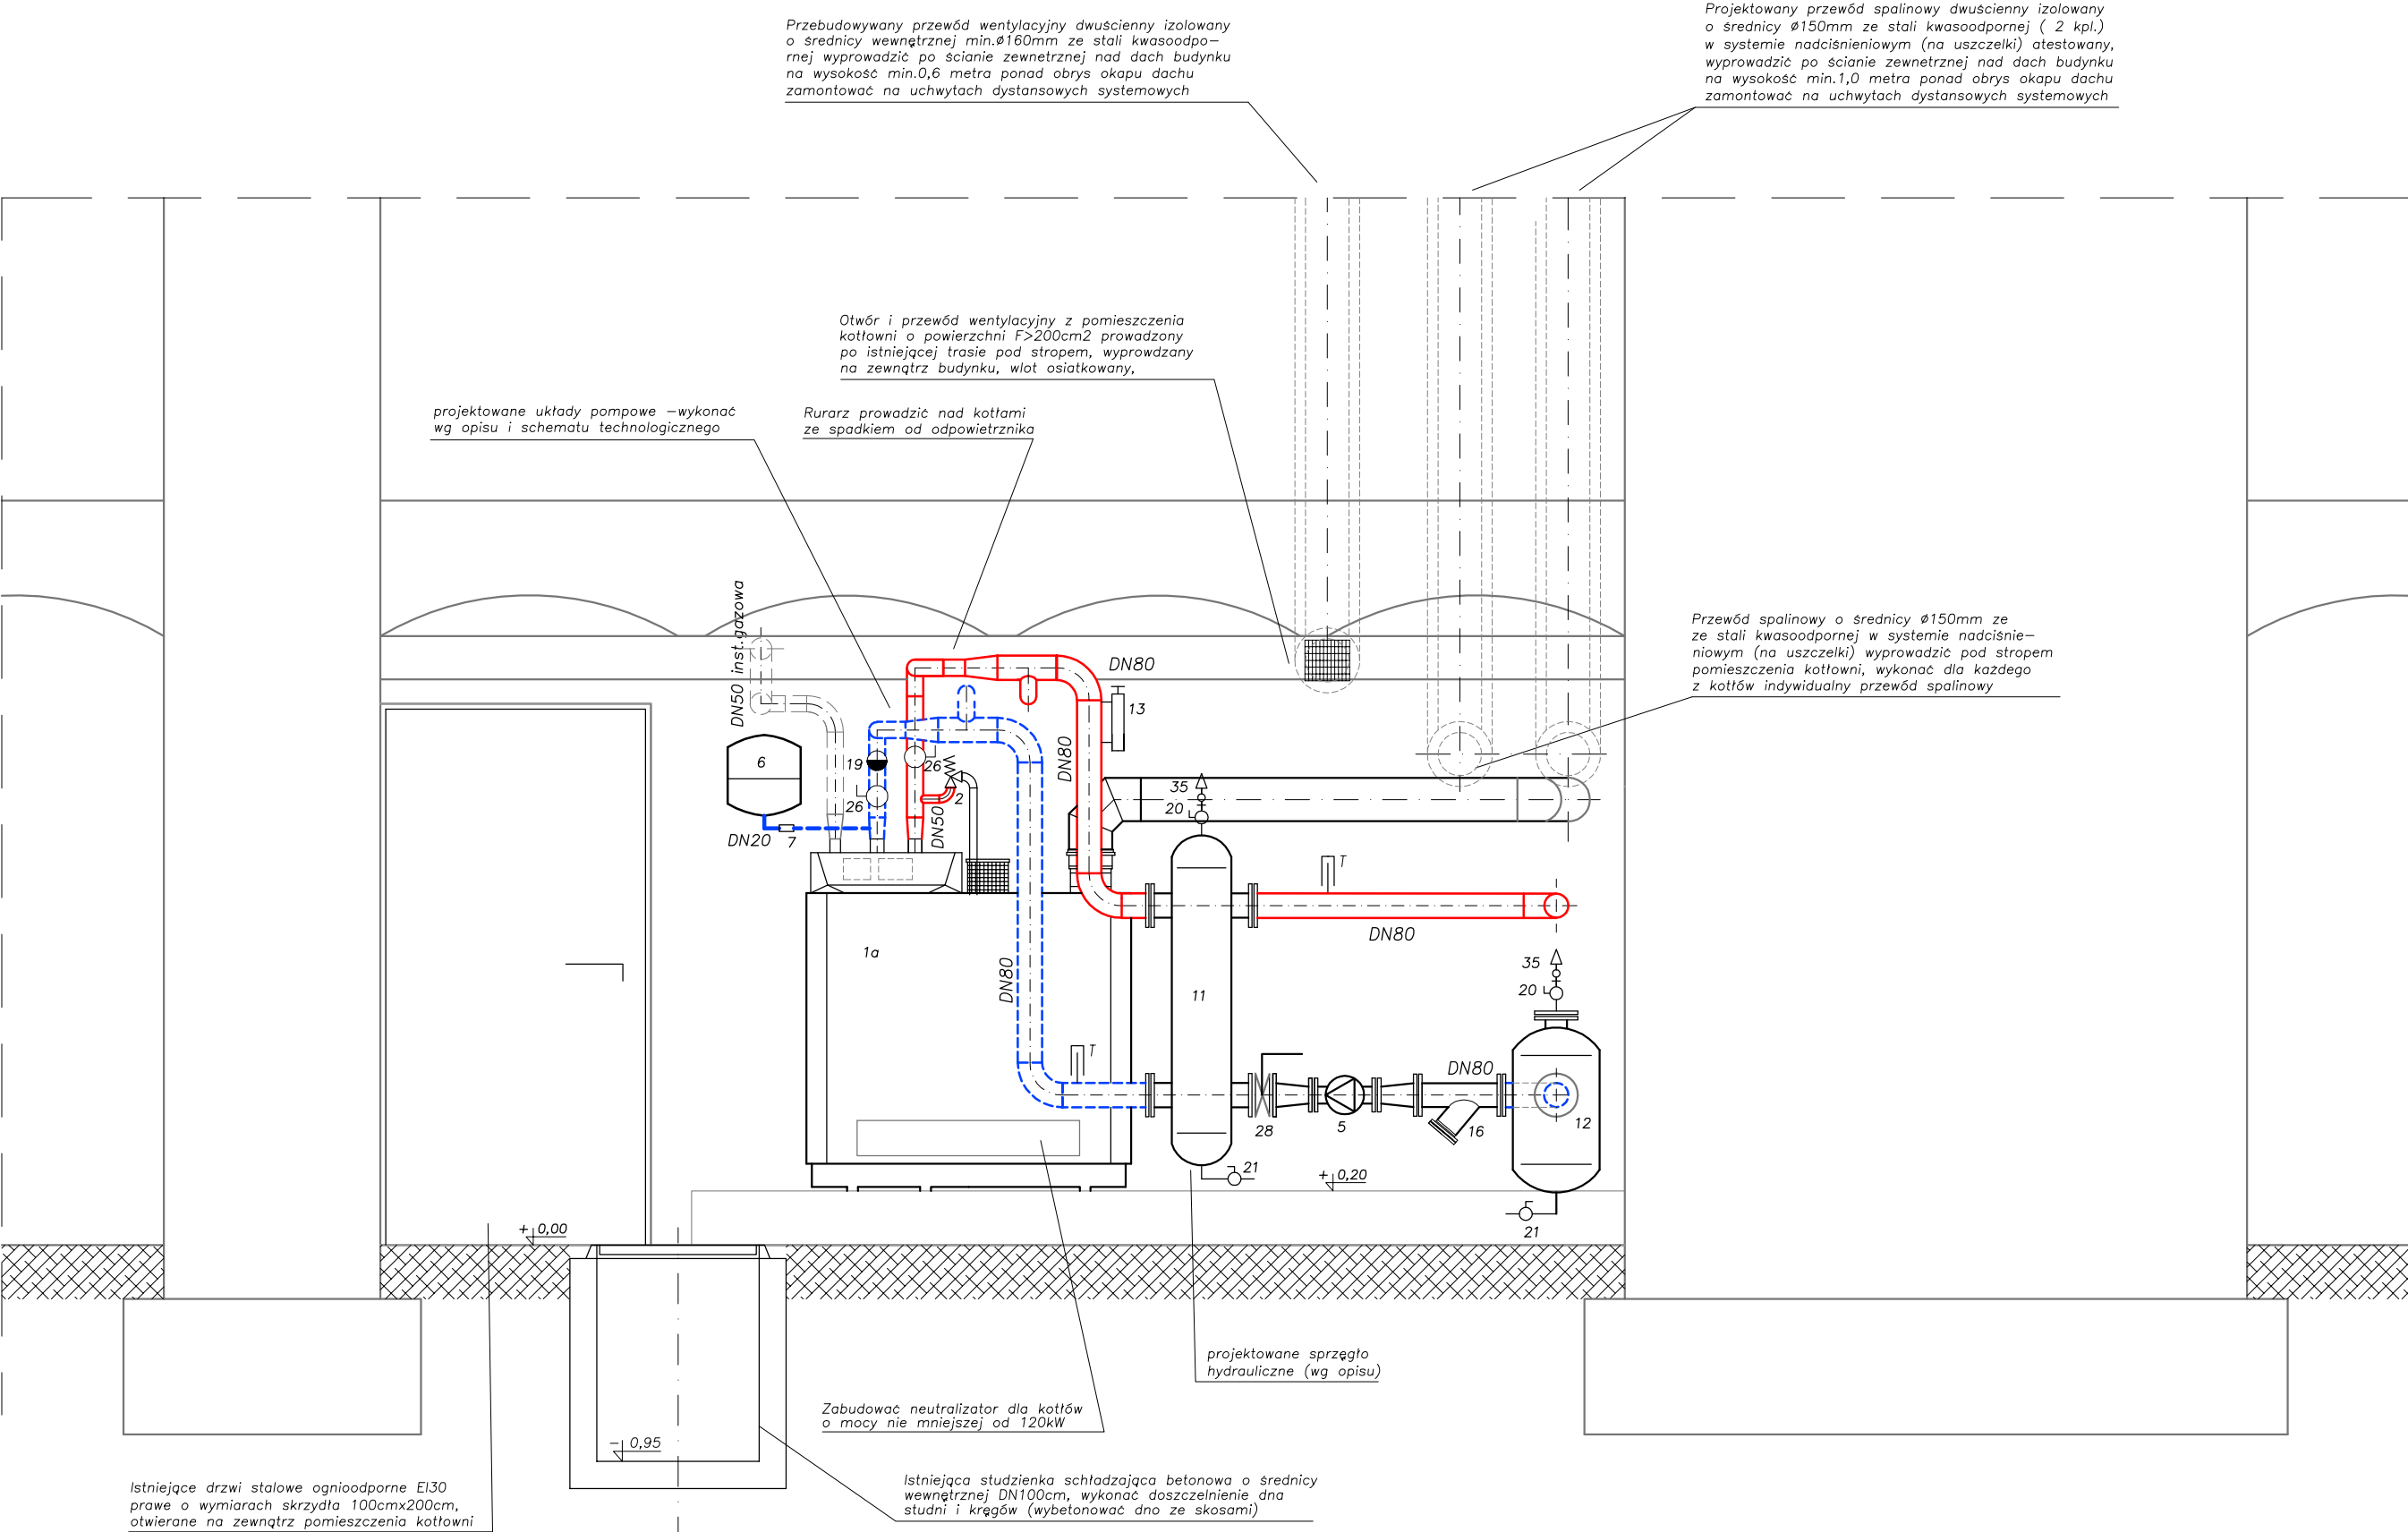 Przebudowywany przewód wentylacyjny dwuścienny izolowany
o średnicy wewnętrznej min.ø160mm ze stali kwasoodpo-
rnej wyprowadzić po ścianie zewnetrznej nad dach budynku
na wysokość min.0,6 metra ponad obrys okapu dachu
zamontować na uchwytach dystansowych systemowych
Projektowany przewód spalinowy dwuścienny izolowany
o średnicy ø150mm ze stali kwasoodpornej ( 2 kpl.)
w systemie nadciśnieniowym (na uszczelki) atestowany,
wyprowadzić po ścianie zewnetrznej nad dach budynku
na wysokość min.1,0 metra ponad obrys okapu dachu
zamontować na uchwytach dystansowych systemowych
Otwór i przewód wentylacyjny z pomieszczenia
kotłowni o powierzchni F>200cm2 prowadzony
po istniejącej trasie pod stropem, wyprowdzany
na zewnątrz budynku, wlot osiatkowany,
projektowane układy pompowe -wykonać
wg opisu i schematu technologicznego
Rurarz prowadzić nad kotłami
ze spadkiem od odpowietrznika
DN50 inst.gazowa
Przewód spalinowy o średnicy ø150mm ze
ze stali kwasoodpornej w systemie nadciśnie-
niowym (na uszczelki) wyprowadzić pod stropem
pomieszczenia kotłowni, wykonać dla każdego
z kotłów indywidualny przewód spalinowy
DN80
13
DN80
6
19
26
26
2
35
20
DN50
DN20
7
T
DN80
1a
DN80
11
35
20
T
DN80
28
5
16
12
21
+ 0,20
21
+ 0,00
projektowane sprzęgło
hydrauliczne (wg opisu)
Zabudować neutralizator dla kotłów
o mocy nie mniejszej od 120kW
- 0,95
Istniejąca studzienka schładzająca betonowa o średnicy
wewnętrznej DN100cm, wykonać doszczelnienie dna
studni i kręgów (wybetonować dno ze skosami)
Istniejące drzwi stalowe ognioodporne EI30
prawe o wymiarach skrzydła 100cmx200cm,
otwierane na zewnątrz pomieszczenia kotłowni